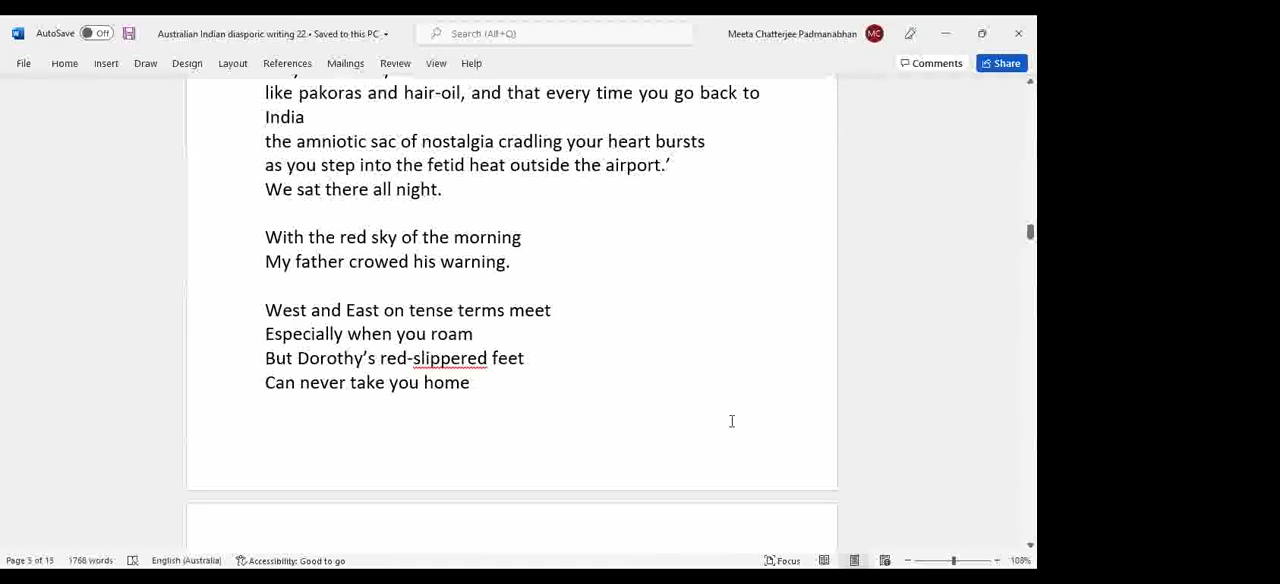 AutoSave Off Australian Indian diasporic writing 22 • Saved to this PC Search (Alt+Q) Meeta Chatterjee Padmanabhan MC
File Home Insert Draw Design Layout References Mailings Review View Help Comments Share
like pakoras and hair-oil, and that every time you go back to
India
the amniotic sac of nostalgia cradling your heart bursts
as you step into the fetid heat outside the airport.’
We sat there all night.
With the red sky of the morning
My father crowed his warning.
West and East on tense terms meet
Especially when you roam
But Dorothy’s red-slippered feet
Can never take you home
Page 5 of 15 1768 words English (Australia) Accessibility: Good to go Focus 108%